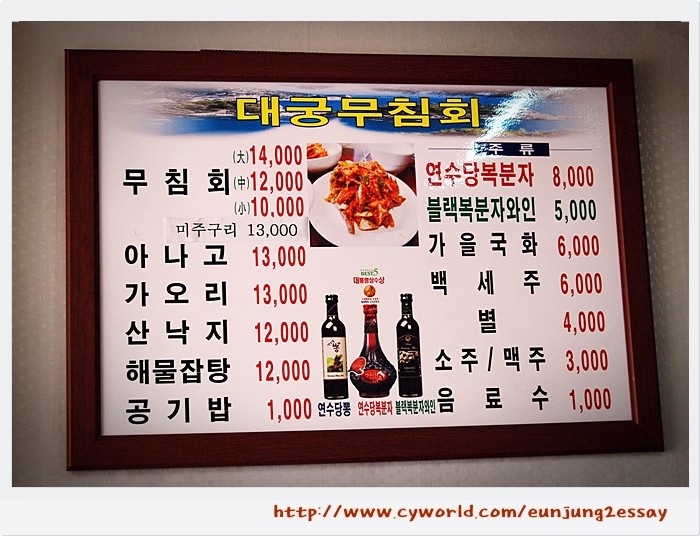 대궁무침회
무침회 (大)14,000
(中)12,000
(小)10,000
미주구리 13,000
아나고 13,000
가오리 13,000
산낙지 12,000
해물잡탕 12,000
공기밥 1,000
BEST5
대통령상수상
연수당뽕 연수당복분자 블랙복분자와인
주류
연수당복분자 8,000
블랙복분자와인 5,000
가을국화 6,000
백세주 6,000
별 4,000
소주/맥주 3,000
음료수 1,000
http://www.cyworld.com/eunjung2essay